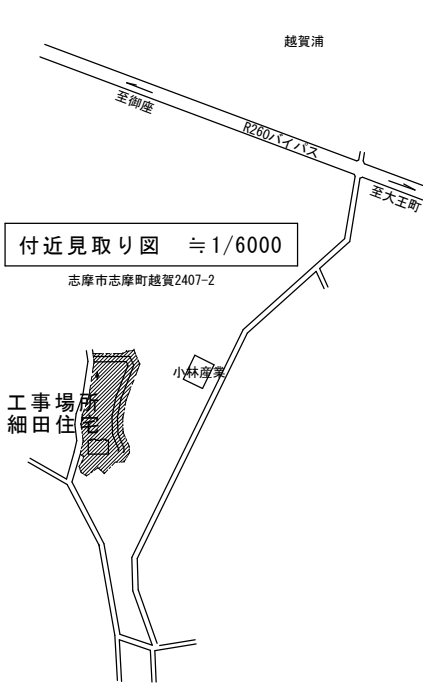 越賀浦
至御座
R260バイパス
至大王町
付近見取り図 ≒1/6000
志摩市志摩町越賀2407-2
小林産業
工事場所
細田住宅